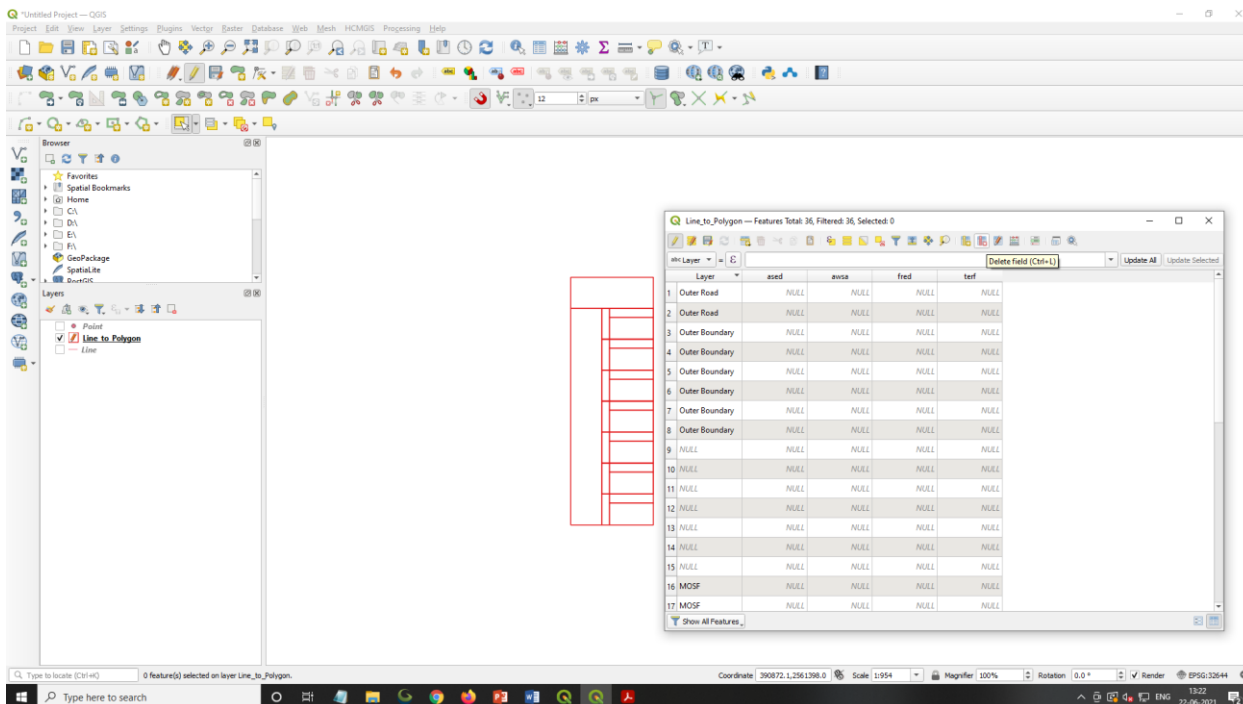 *Untitled Project — QGIS
Project Edit View Layer Settings Plugins Vector Raster Database Web Mesh HCMGIS Processing Help
12 px
Browser
Favorites
Spatial Bookmarks
Home
C:\
D:\
E:\
F:\
GeoPackage
SpatiaLite
PostGIS
Layers
Point
Line to Polygon
Line
Line_to_Polygon — Features Total: 36, Filtered: 36, Selected: 0
abc Layer = ε Update All Update Selected
Delete field (Ctrl+L)
Layer ased awsa fred terf
1 Outer Road NULL NULL NULL NULL
2 Outer Road NULL NULL NULL NULL
3 Outer Boundary NULL NULL NULL NULL
4 Outer Boundary NULL NULL NULL NULL
5 Outer Boundary NULL NULL NULL NULL
6 Outer Boundary NULL NULL NULL NULL
7 Outer Boundary NULL NULL NULL NULL
8 Outer Boundary NULL NULL NULL NULL
9 NULL NULL NULL NULL NULL
10 NULL NULL NULL NULL NULL
11 NULL NULL NULL NULL NULL
12 NULL NULL NULL NULL NULL
13 NULL NULL NULL NULL NULL
14 NULL NULL NULL NULL NULL
15 NULL NULL NULL NULL NULL
16 MOSF NULL NULL NULL NULL
17 MOSF NULL NULL NULL NULL
Show All Features
Type to locate (Ctrl+K) 0 feature(s) selected on layer Line_to_Polygon. Coordinate 390872.1,2561398.0 Scale 1:954 Magnifier 100% Rotation 0.0 ° Render EPSG:32644
Type here to search ENG 13:22
22-06-2021